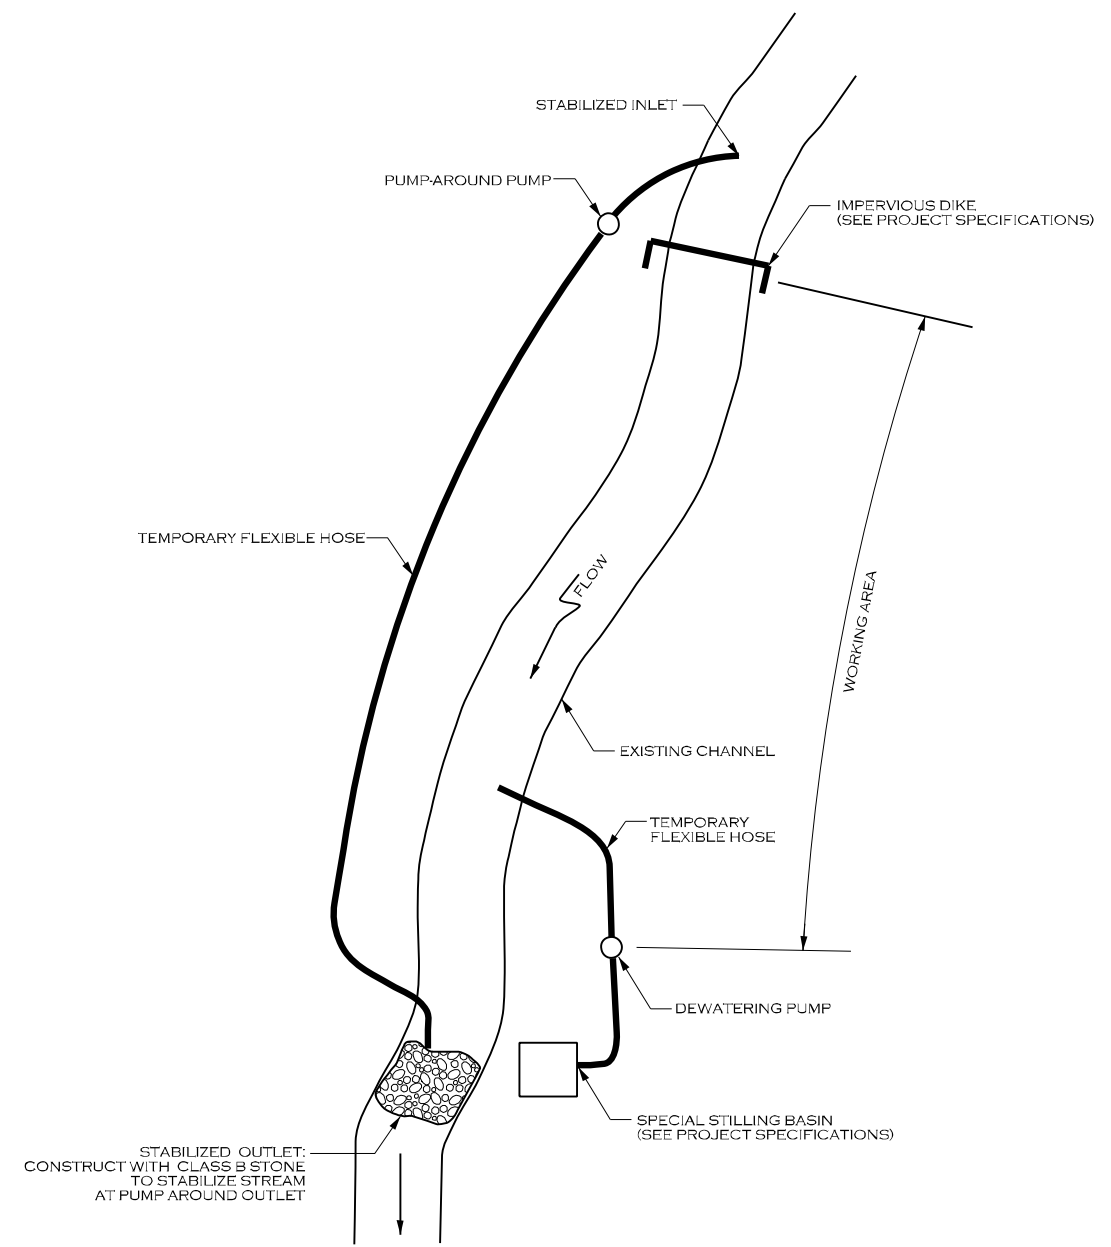 STABILIZED INLET
PUMP-AROUND PUMP
IMPERVIOUS DIKE
(SEE PROJECT SPECIFICATIONS)
TEMPORARY FLEXIBLE HOSE
FLOW
WORKING AREA
EXISTING CHANNEL
TEMPORARY
FLEXIBLE HOSE
DEWATERING PUMP
SPECIAL STILLING BASIN
(SEE PROJECT SPECIFICATIONS)
STABILIZED OUTLET:
CONSTRUCT WITH CLASS B STONE
TO STABILIZE STREAM
AT PUMP AROUND OUTLET